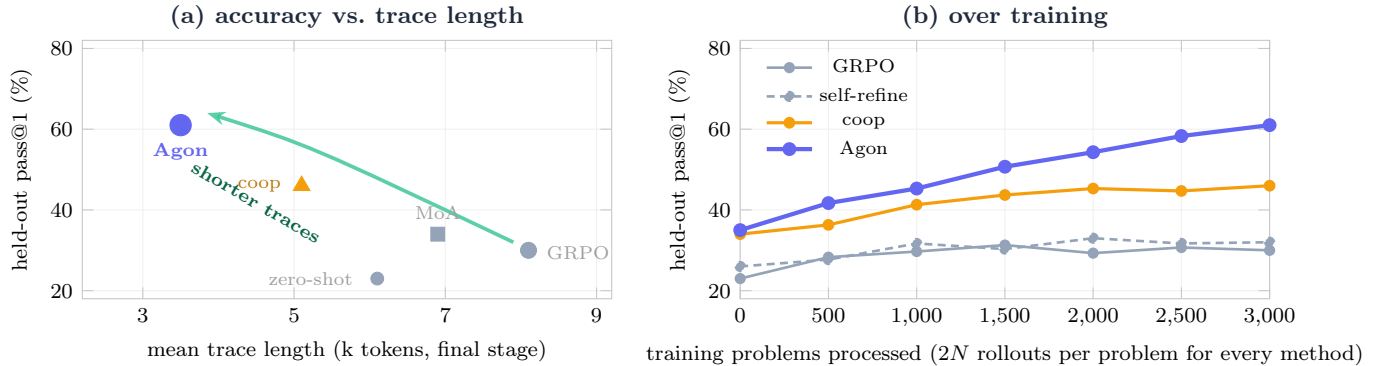 (a) accuracy vs. trace length
held-out pass@1 (%)
80
60
40
20
Agon
coop
shorter traces
MoA
GRPO
zero-shot
3
5
7
9
mean trace length (k tokens, final stage)
(b) over training
held-out pass@1 (%)
80
60
40
20
GRPO
self-refine
coop
Agon
0
500
1,000
1,500
2,000
2,500
3,000
training problems processed (2N rollouts per problem for every method)